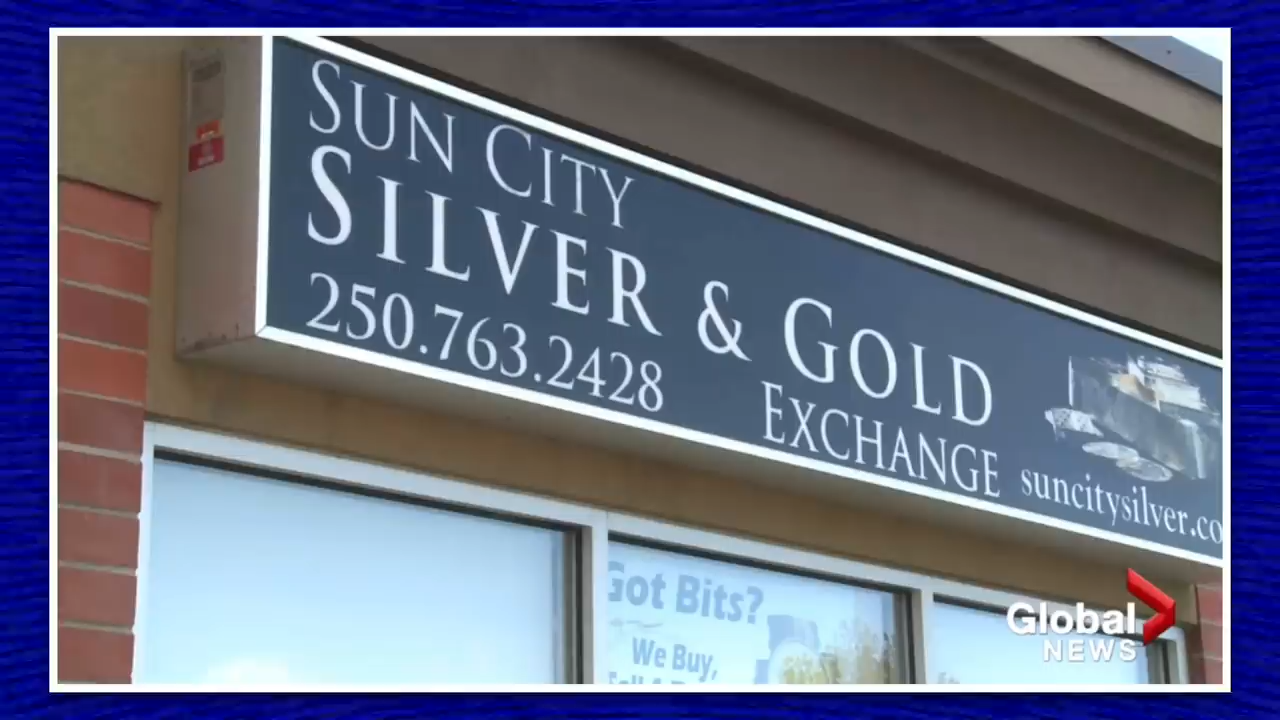 SUN CITY
SILVER & GOLD
250.763.2428
EXCHANGE
suncitysilver.co
Got Bits?
We Buy,
Global
NEWS